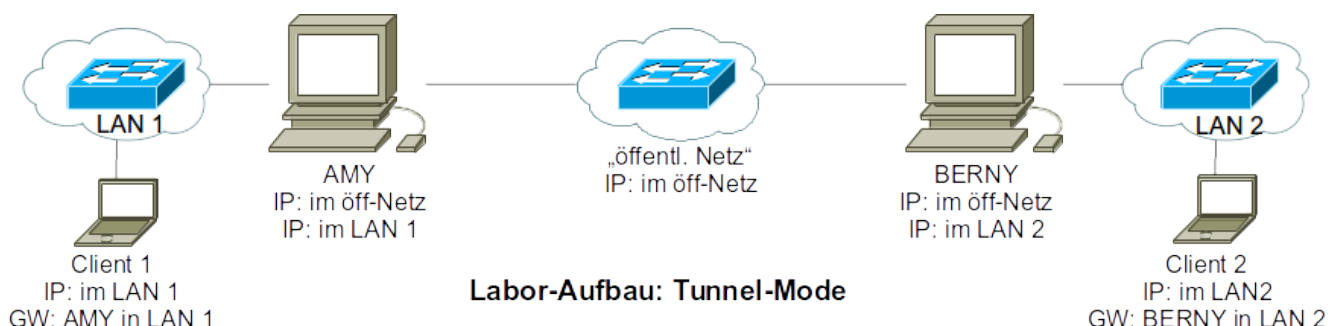 LAN 1
LAN 2
AMY
IP: im öff-Netz
IP: im LAN 1
„öffentl. Netz“
IP: im öff-Netz
BERNY
IP: im öff-Netz
IP: im LAN 2
Client 1
IP: im LAN 1
GW: AMY in LAN 1
Labor-Aufbau: Tunnel-Mode
Client 2
IP: im LAN2
GW: BERNY in LAN 2